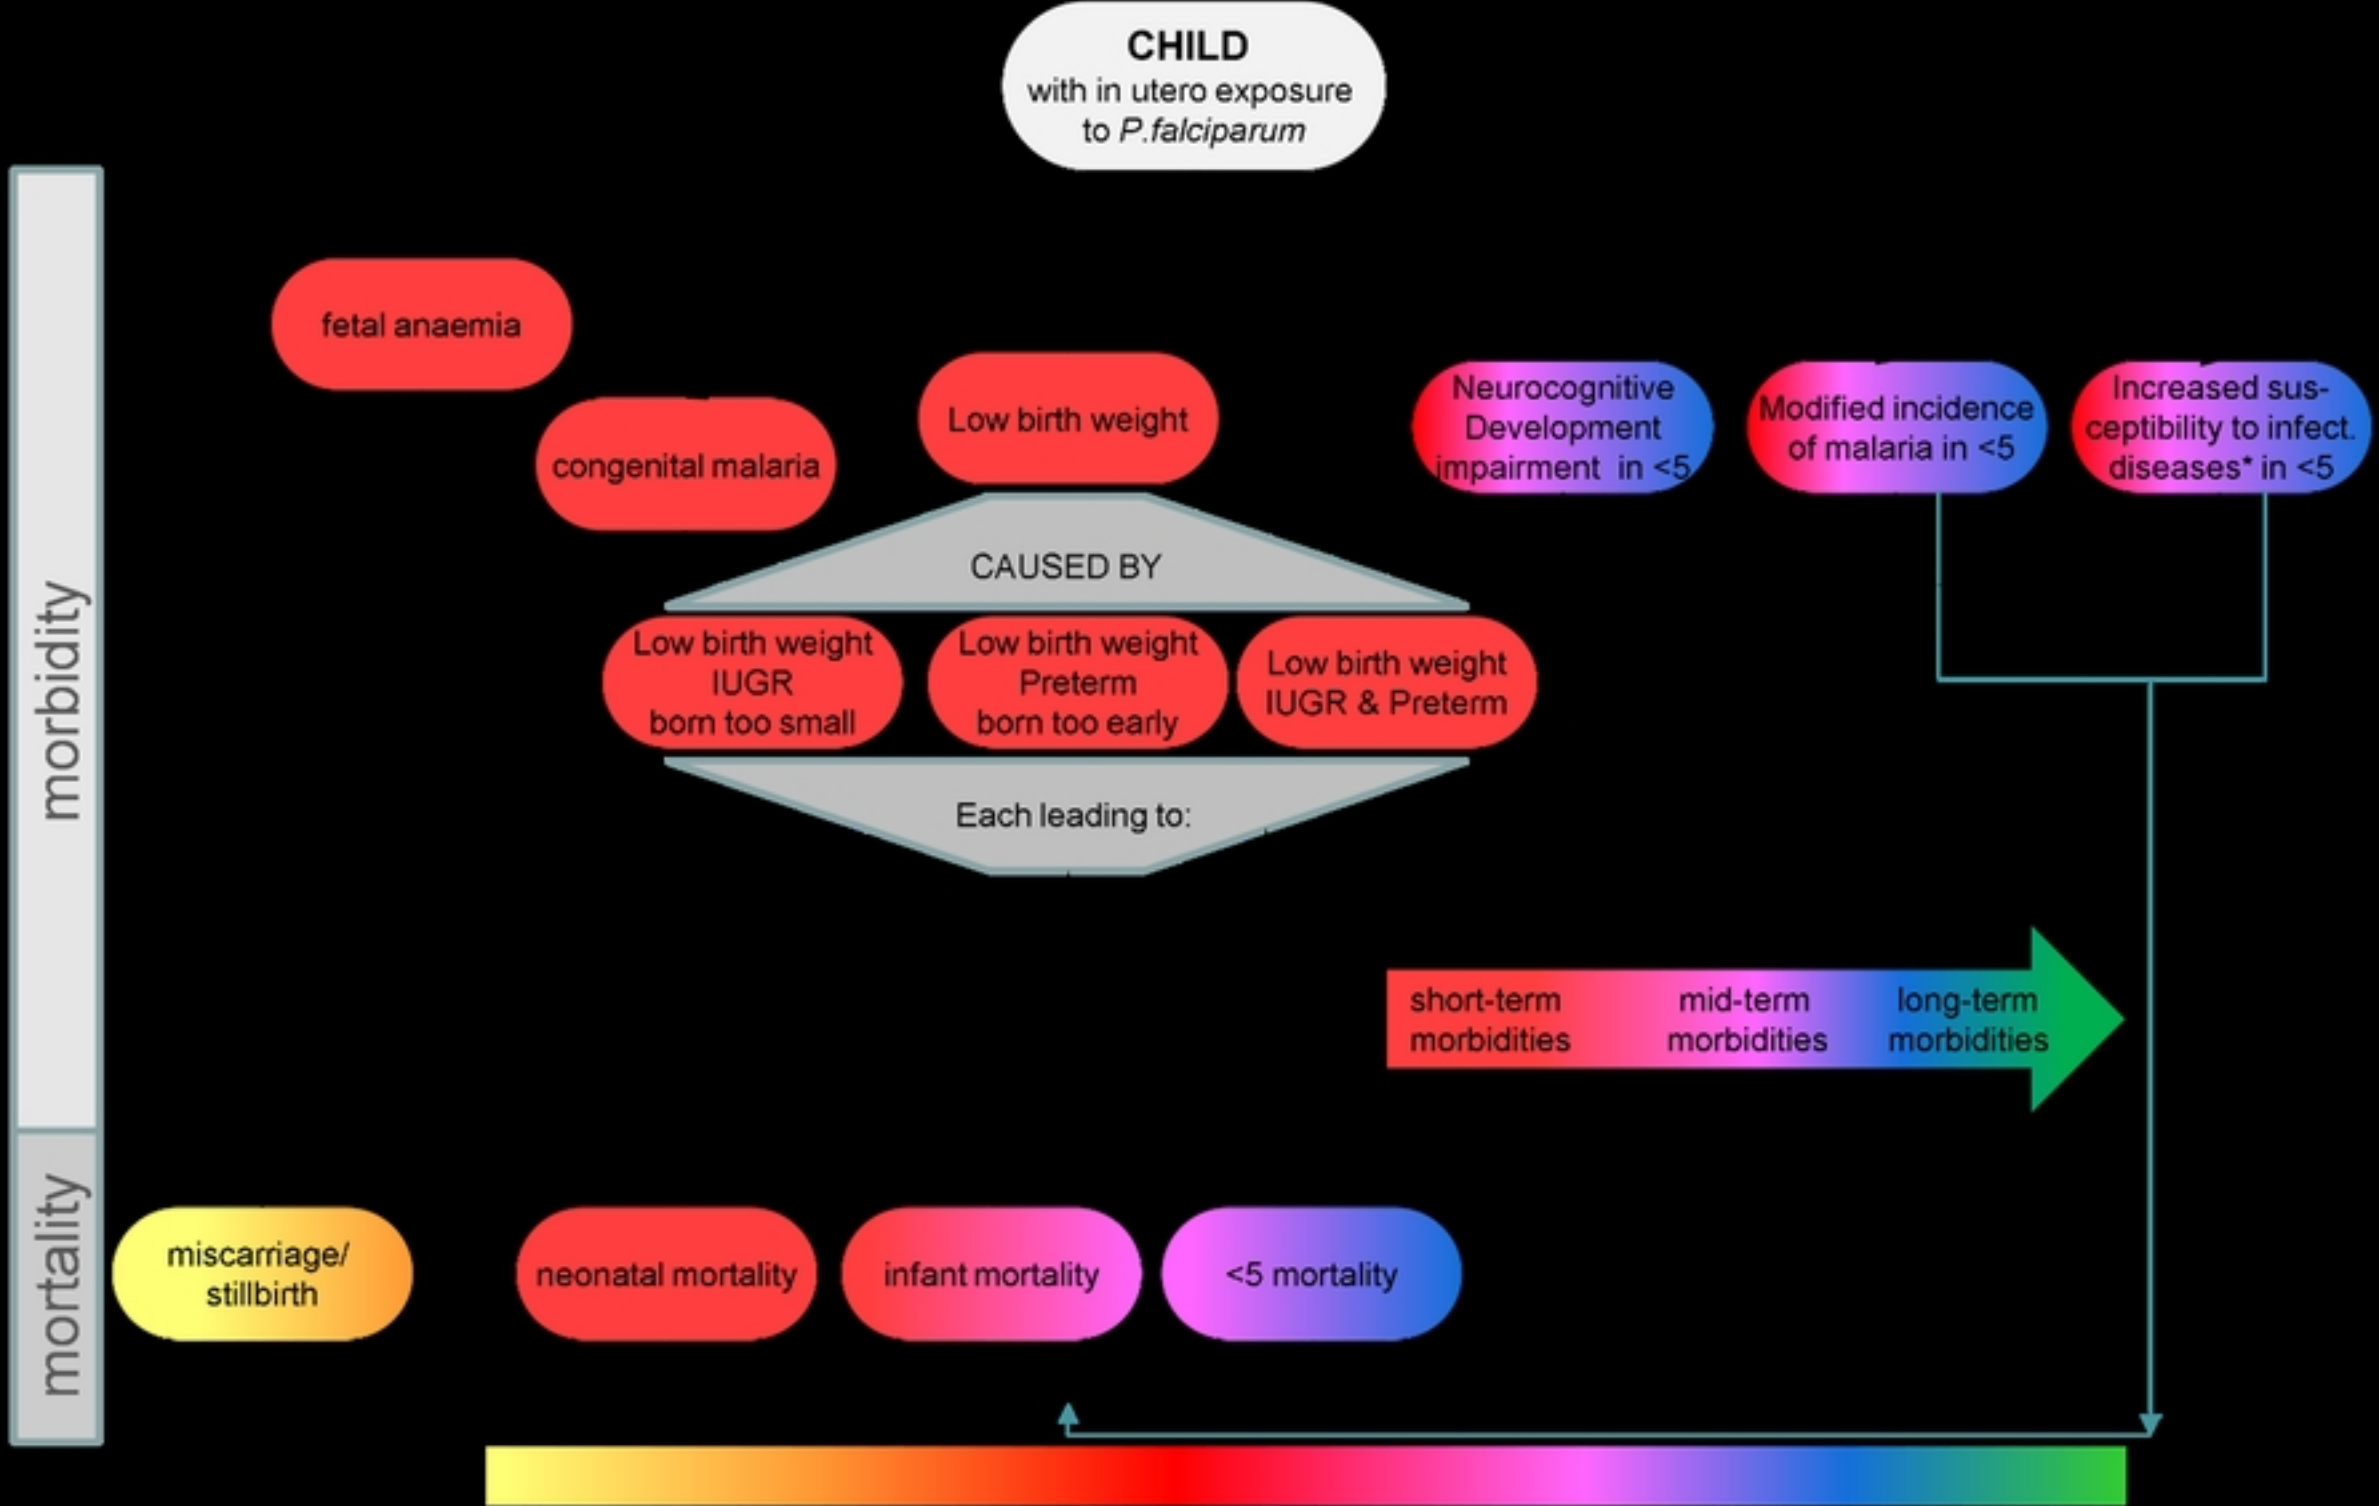 CHILD
with in utero exposure
to P.falciparum
fetal anaemia
congenital malaria
Low birth weight
Neurocognitive
Development
impairment in <5
Modified incidence
of malaria in <5
Increased sus-
ceptibility to infect.
diseases* in <5
CAUSED BY
Low birth weight
IUGR
born too small
Low birth weight
Preterm
born too early
Low birth weight
IUGR & Preterm
Each leading to:
morbidity
short-term
morbidities
mid-term
morbidities
long-term
morbidities
mortality
miscarriage/
stillbirth
neonatal mortality
infant mortality
<5 mortality